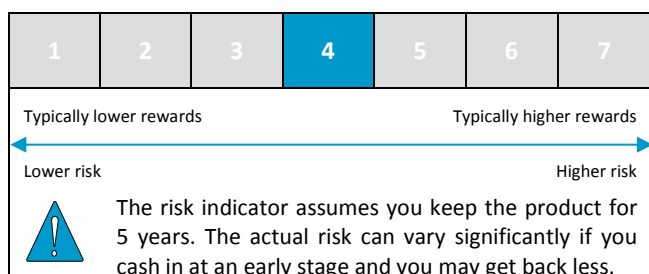 1 2 3 4 5 6 7
Typically lower rewards Typically higher rewards
Lower risk Higher risk
The risk indicator assumes you keep the product for
5 years. The actual risk can vary significantly if you
cash in at an early stage and you may get back less.